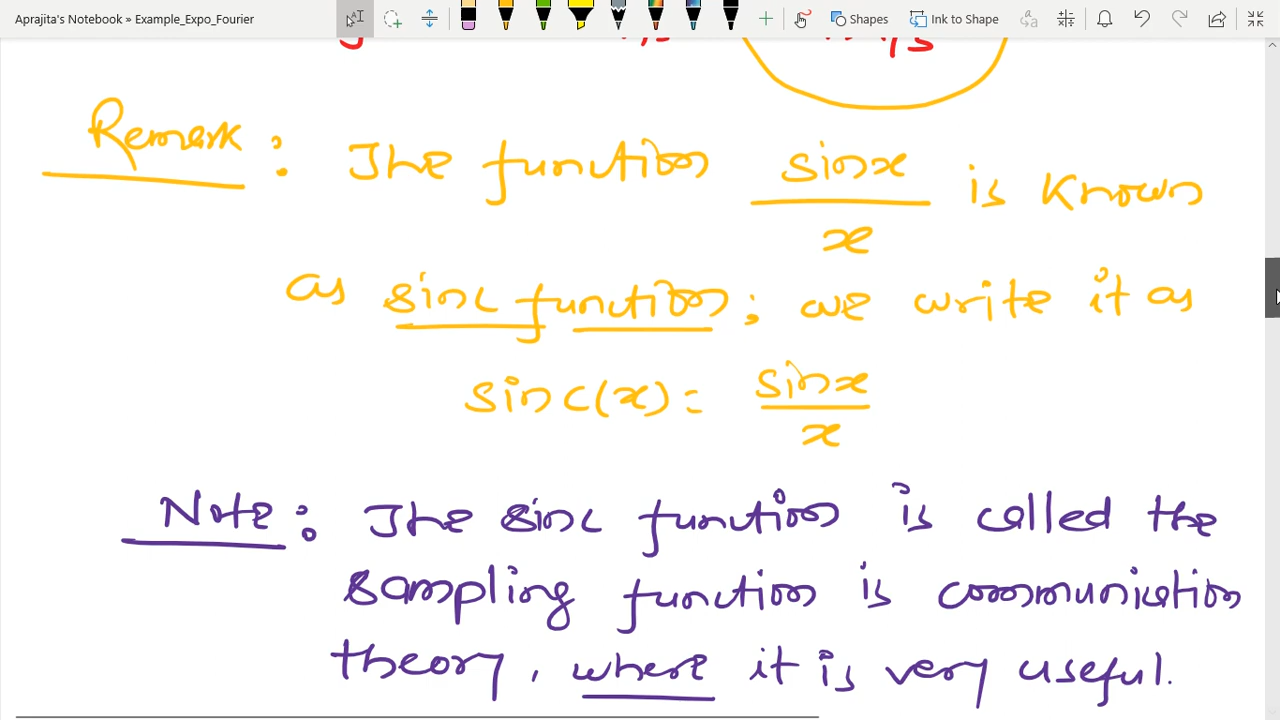 Aprajita's Notebook » Example_Expo_Fourier
Shapes
Ink to Shape
Remark : The function sinx/x is known
as sinc function; we write it as
sinc(x) = sinx/x
Note: The sinc function is called the
sampling function is communication
theory, where it is very useful.